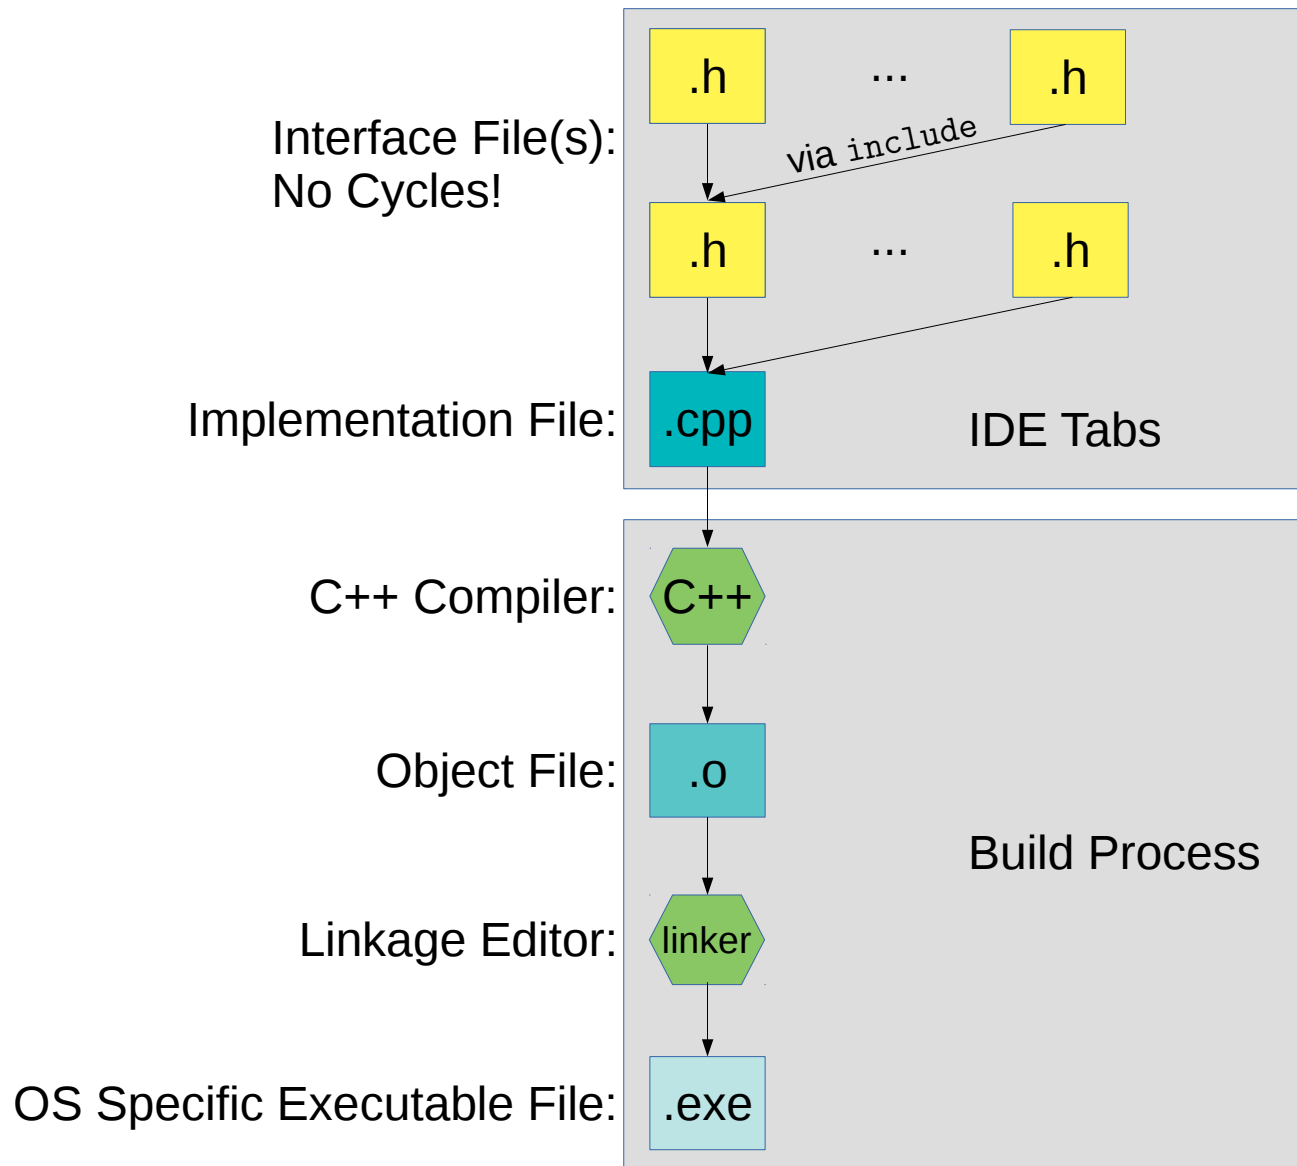 .h ... .h
Interface File(s):
No Cycles!
via include
.h ... .h
Implementation File:
.cpp
IDE Tabs
C++ Compiler:
C++
Object File:
.o
Build Process
Linkage Editor:
linker
OS Specific Executable File:
.exe